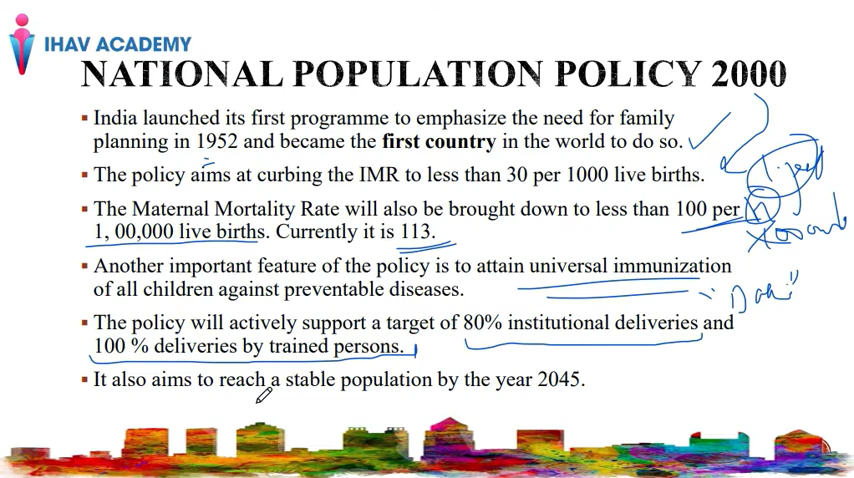 IHAV ACADEMY
NATIONAL POPULATION POLICY 2000
▪ India launched its first programme to emphasize the need for family
planning in 1952 and became the first country in the world to do so.
▪ The policy aims at curbing the IMR to less than 30 per 1000 live births.
▪ The Maternal Mortality Rate will also be brought down to less than 100 per
1, 00,000 live births. Currently it is 113.
▪ Another important feature of the policy is to attain universal immunization
of all children against preventable diseases.
▪ The policy will actively support a target of 80% institutional deliveries and
100 % deliveries by trained persons.
▪ It also aims to reach a stable population by the year 2045.